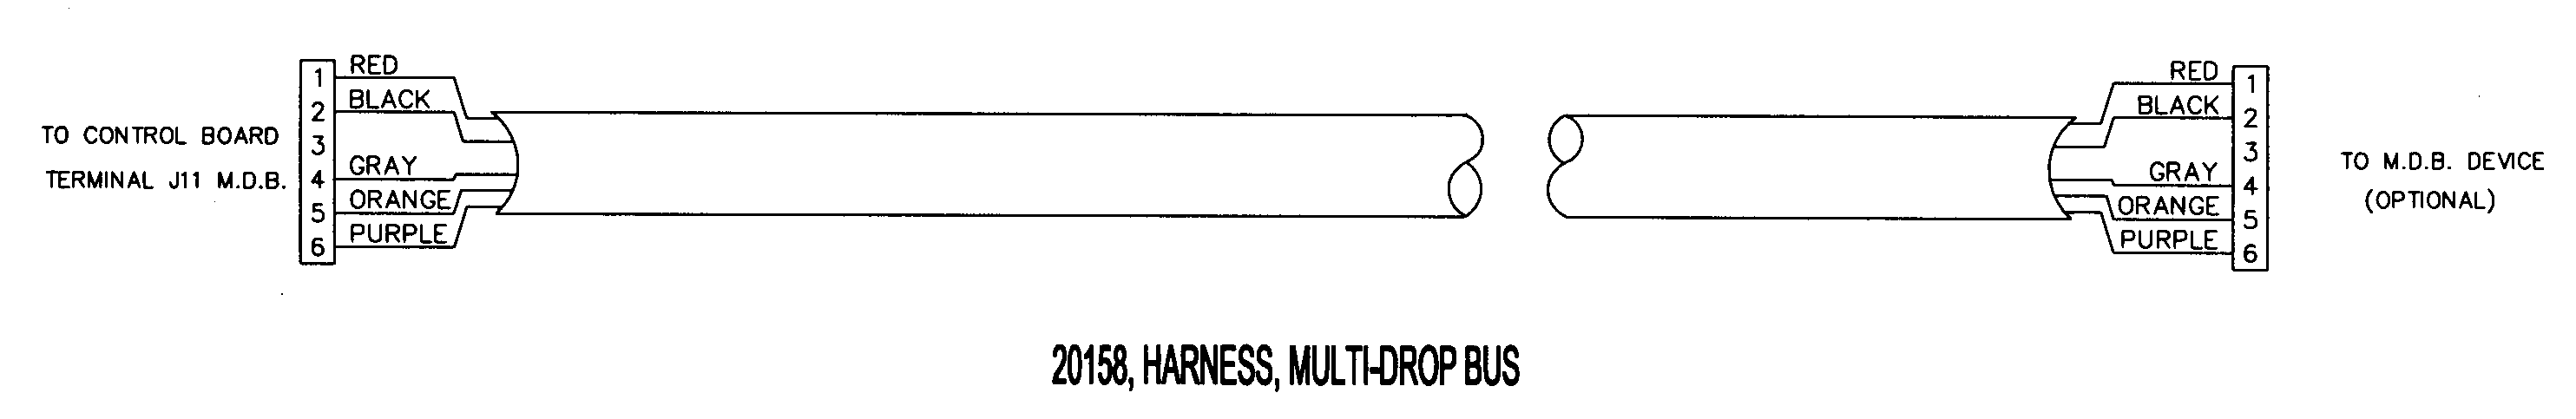 TO CONTROL BOARD
TERMINAL J11 M.D.B.
1 RED
2 BLACK
3
4 GRAY
5 ORANGE
6 PURPLE
RED 1
BLACK 2
3
GRAY 4
ORANGE 5
PURPLE 6
TO M.D.B. DEVICE
(OPTIONAL)
20158, HARNESS, MULTI-DROP BUS